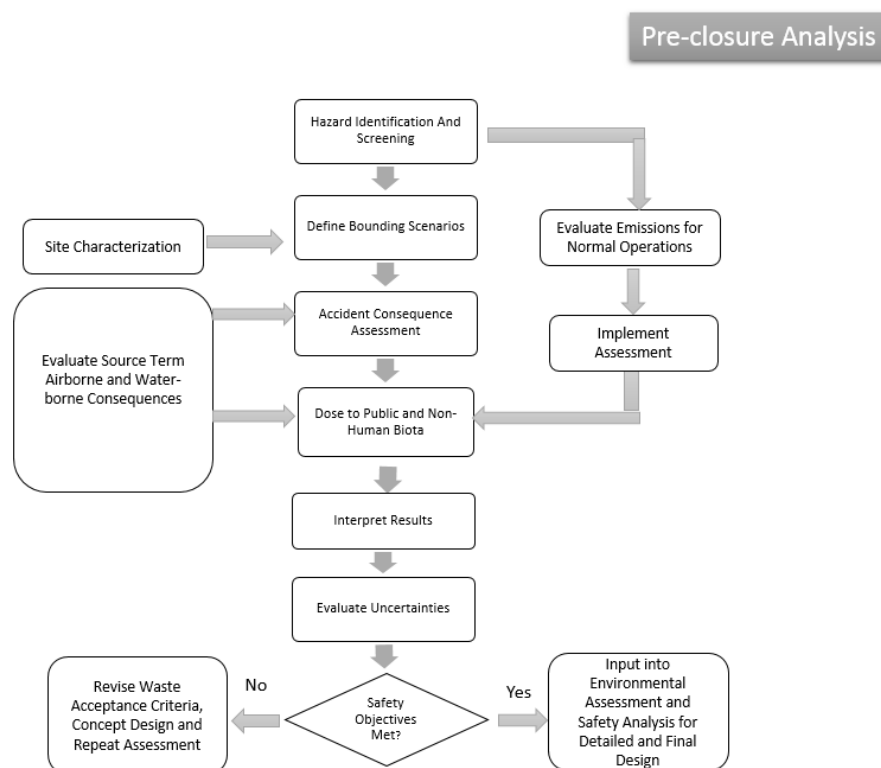 Pre-closure Analysis
Hazard Identification And
Screening
Define Bounding Scenarios
Site Characterization
Evaluate Emissions for
Normal Operations
Accident Consequence
Assessment
Implement
Assessment
Evaluate Source Term
Airborne and Water-
borne Consequences
Dose to Public and Non-
Human Biota
Interpret Results
Evaluate Uncertainties
Safety
Objectives
Met?
No
Yes
Revise Waste
Acceptance Criteria,
Concept Design and
Repeat Assessment
Input into
Environmental
Assessment and
Safety Analysis for
Detailed and Final
Design